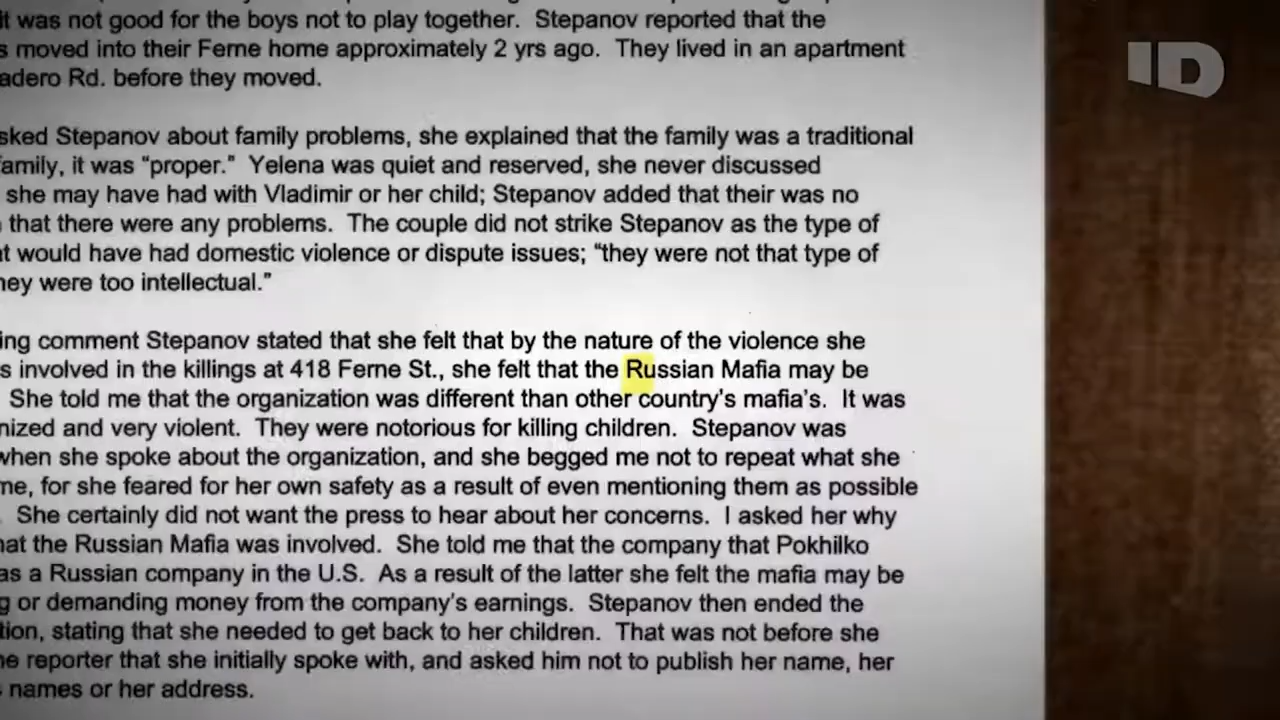 it was not good for the boys not to play together. Stepanov reported that the
s moved into their Ferne home approximately 2 yrs ago. They lived in an apartment
adero Rd. before they moved.
sked Stepanov about family problems, she explained that the family was a traditional
family, it was “proper.” Yelena was quiet and reserved, she never discussed
she may have had with Vladimir or her child; Stepanov added that their was no
that there were any problems. The couple did not strike Stepanov as the type of
at would have had domestic violence or dispute issues; “they were not that type of
hey were too intellectual.”
ing comment Stepanov stated that she felt that by the nature of the violence she
s involved in the killings at 418 Ferne St., she felt that the Russian Mafia may be
She told me that the organization was different than other country's mafia's. It was
nized and very violent. They were notorious for killing children. Stepanov was
when she spoke about the organization, and she begged me not to repeat what she
me, for she feared for her own safety as a result of even mentioning them as possible
She certainly did not want the press to hear about her concerns. I asked her why
hat the Russian Mafia was involved. She told me that the company that Pokhilko
as a Russian company in the U.S. As a result of the latter she felt the mafia may be
g or demanding money from the company's earnings. Stepanov then ended the
tion, stating that she needed to get back to her children. That was not before she
he reporter that she initially spoke with, and asked him not to publish her name, her
names or her address.
ID